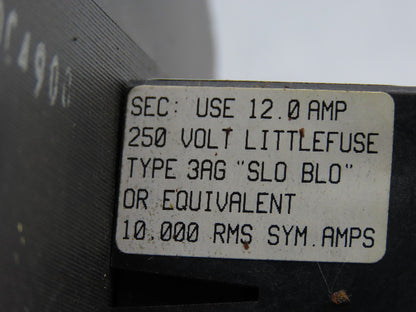 SEC: USE 12.0 AMP
250 VOLT LITTLEFUSE
TYPE 3AG "SLO BLO"
OR EQUIVALENT
10,000 RMS SYM. AMPS